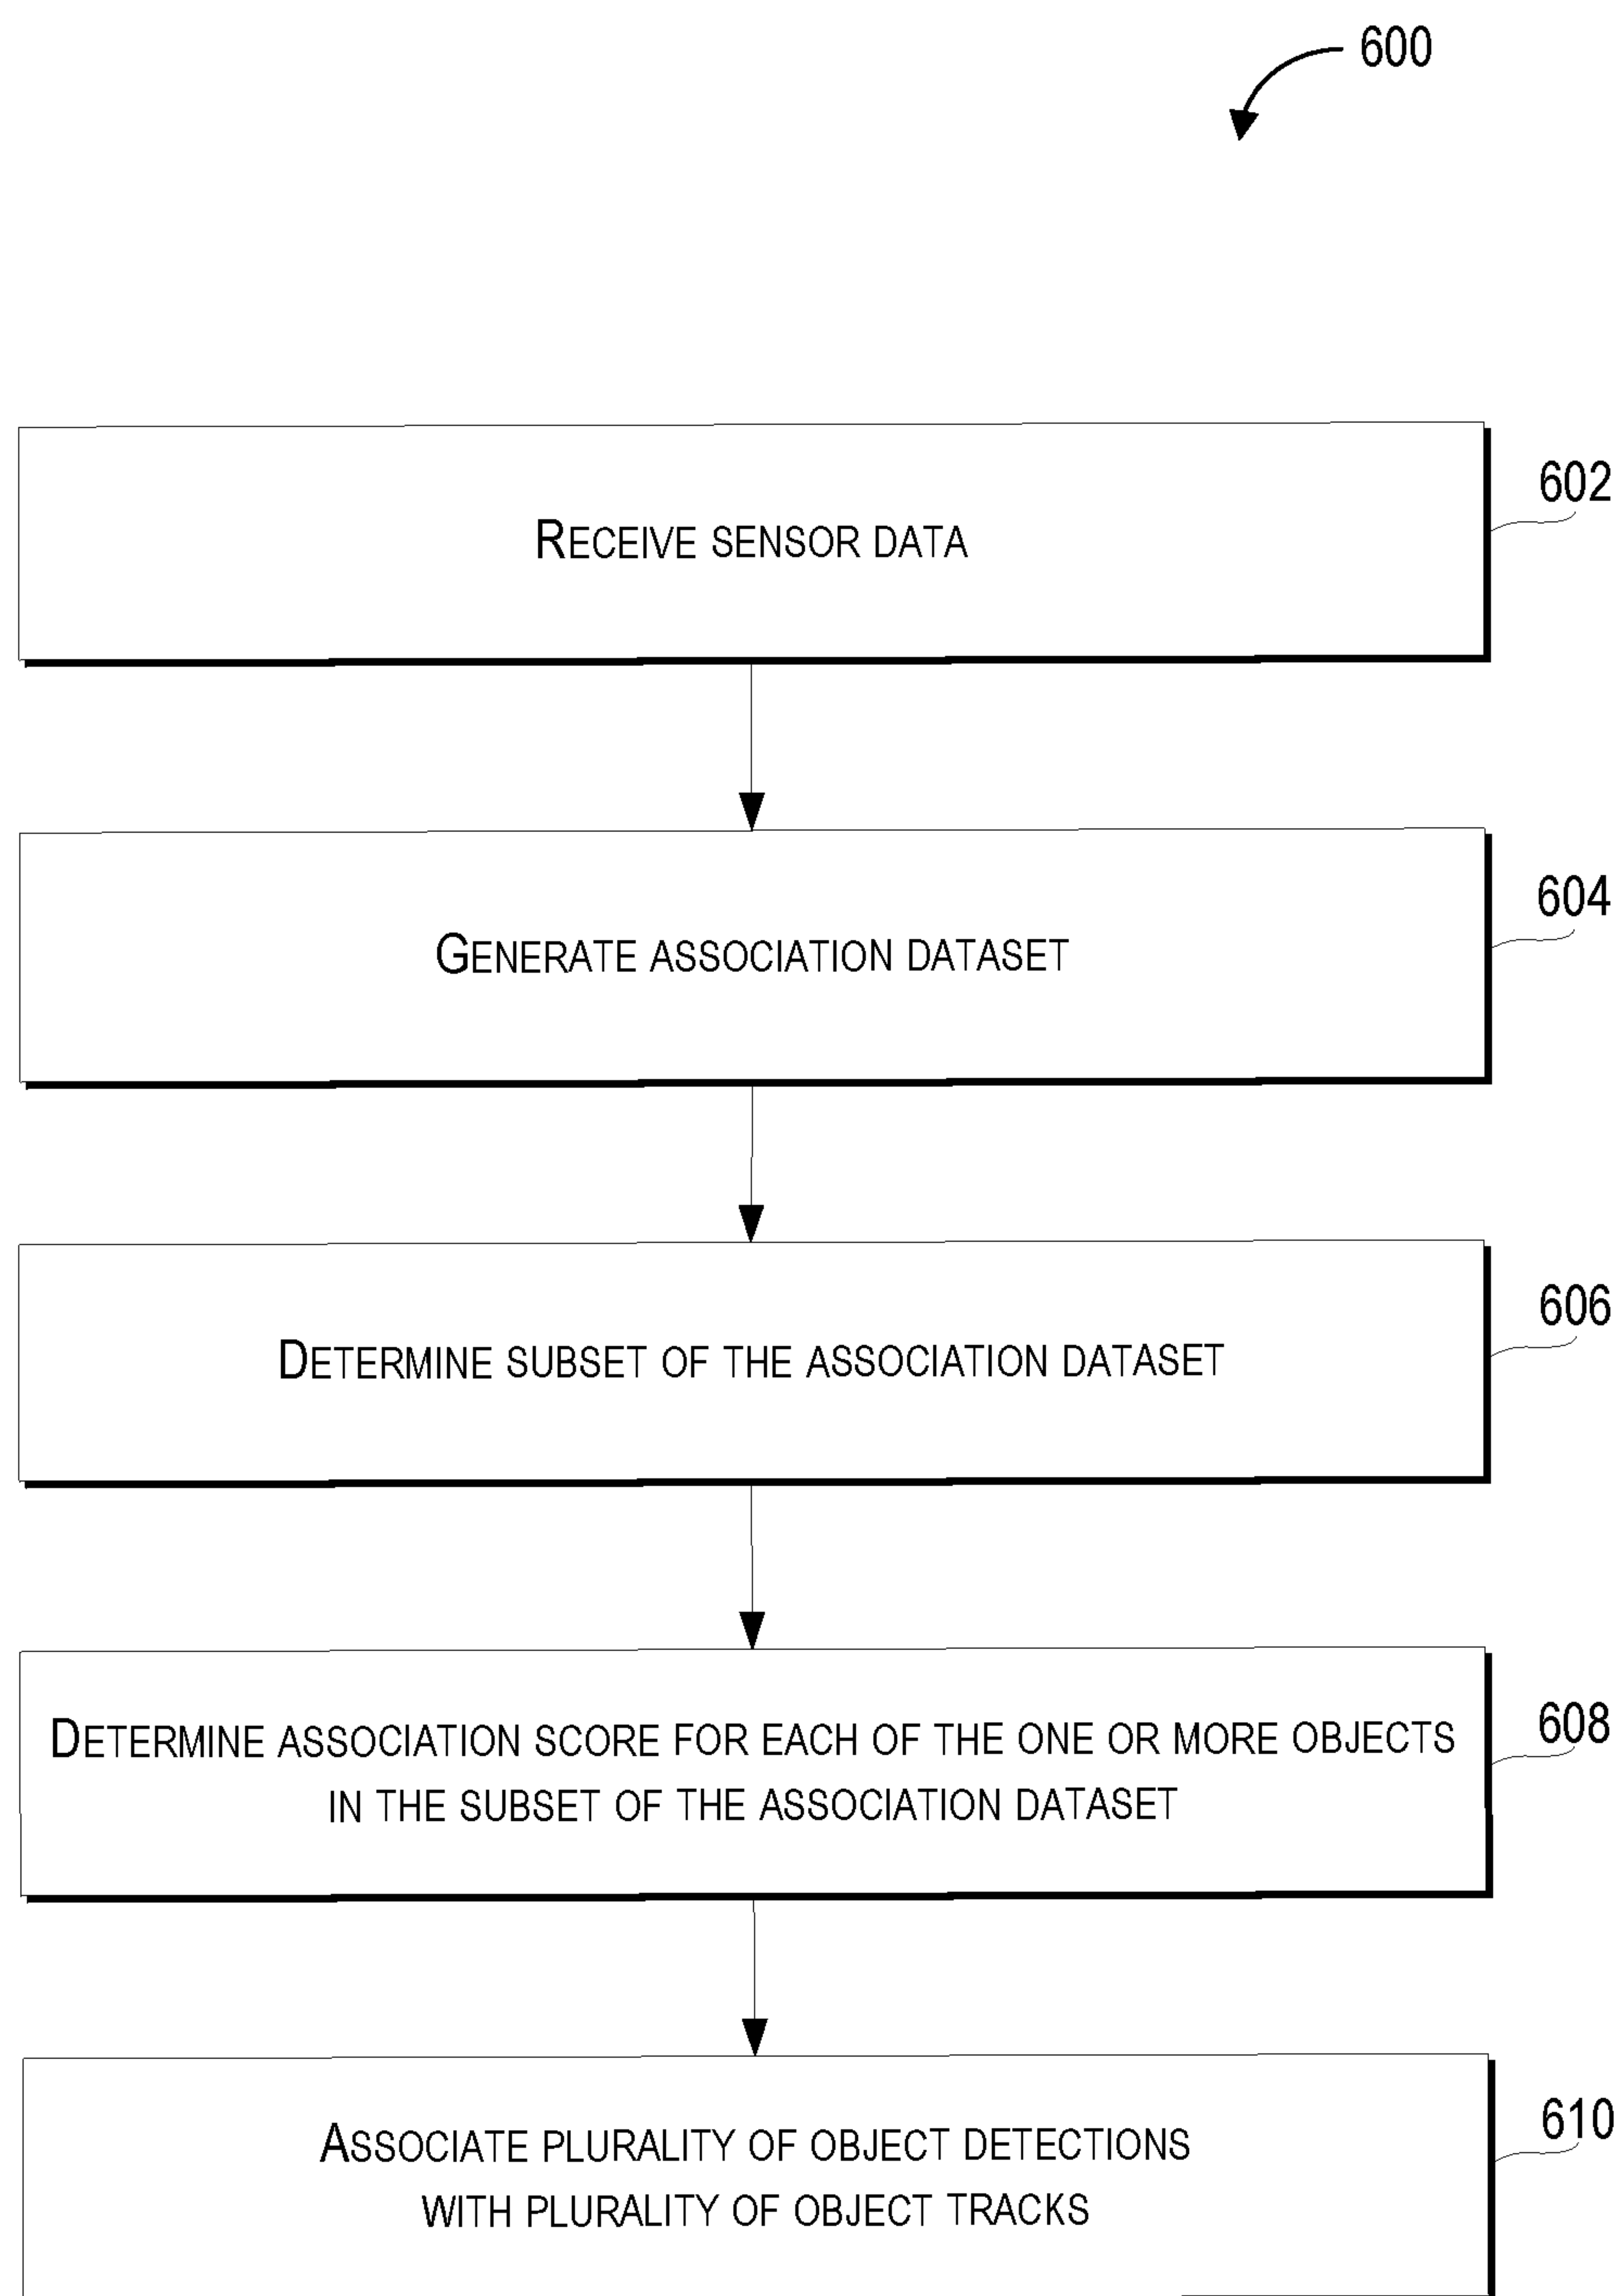 600
RECEIVE SENSOR DATA
602
GENERATE ASSOCIATION DATASET
604
DETERMINE SUBSET OF THE ASSOCIATION DATASET
606
DETERMINE ASSOCIATION SCORE FOR EACH OF THE ONE OR MORE OBJECTS
IN THE SUBSET OF THE ASSOCIATION DATASET
608
ASSOCIATE PLURALITY OF OBJECT DETECTIONS
WITH PLURALITY OF OBJECT TRACKS
610